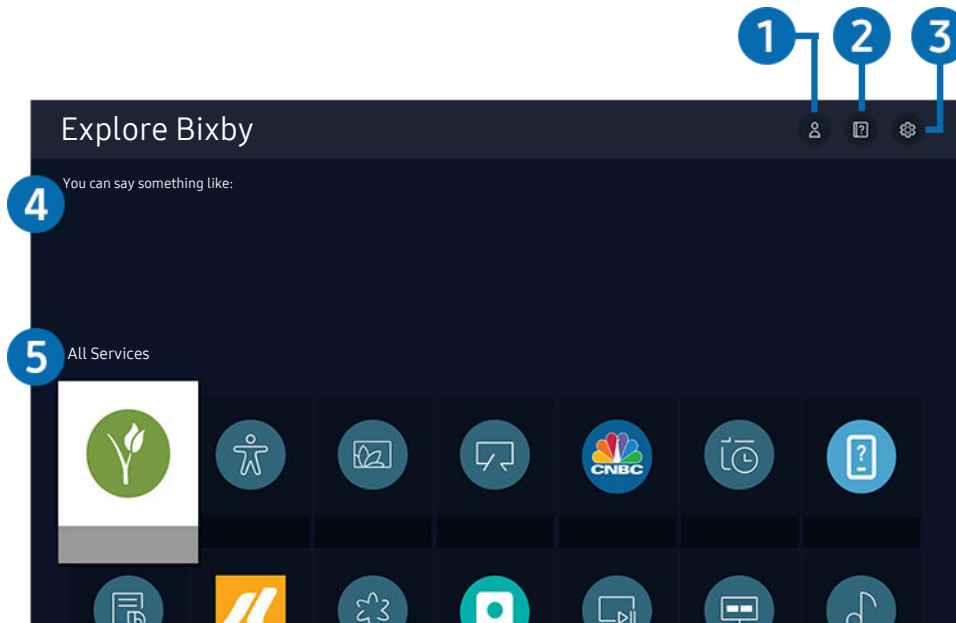 1 2 3
Explore Bixby
4 You can say something like:
5 All Services
CNBC